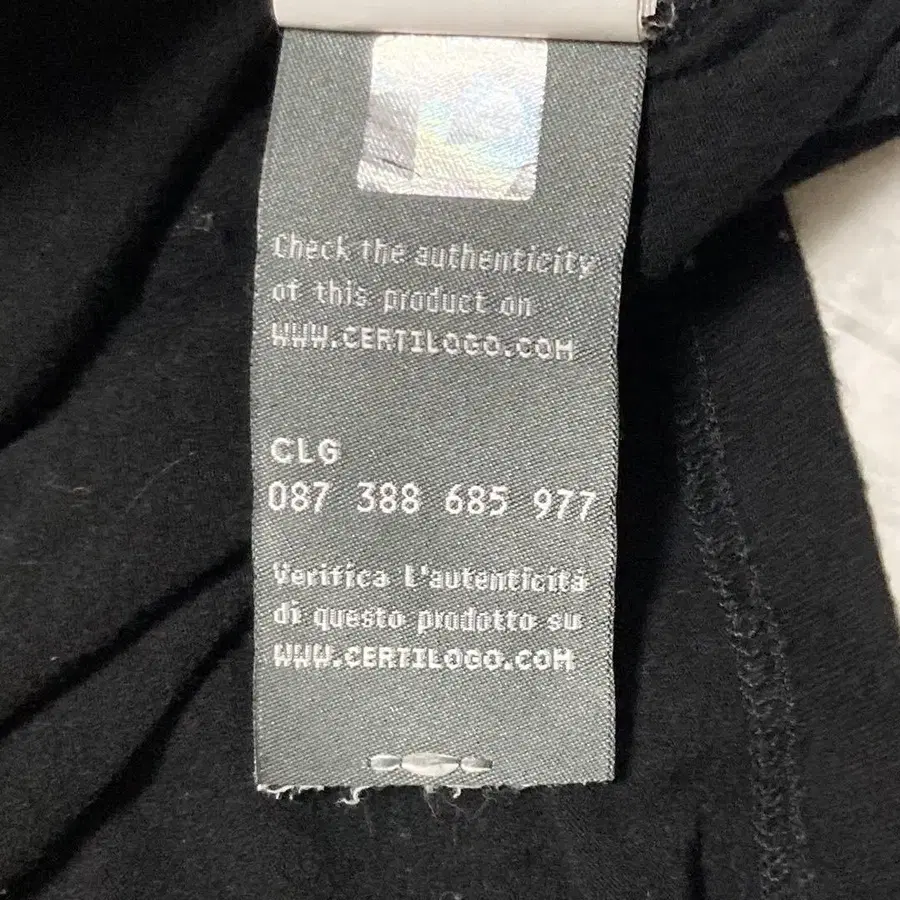 Check the authenticity
of this product on
WWW.CERTILOGO.COM
CLG
087 388 685 977
Verifica l'autenticità
di questo prodotto su
WWW.CERTILOGO.COM